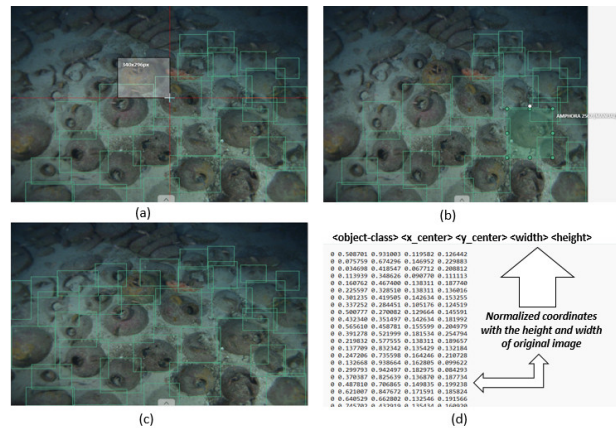 340x296px
(a)
(b)
(c)
<object-class> <x_center> <y_center> <width> <height>
0 0.508701 0.931003 0.119582 0.126442
0 0.075759 0.674296 0.146952 0.229883
0 0.034698 0.418547 0.067712 0.208812
0 0.113939 0.348626 0.090770 0.111113
0 0.160762 0.467400 0.138311 0.187740
0 0.225597 0.328510 0.138311 0.136016
0 0.301235 0.419505 0.142634 0.153255
0 0.337252 0.284451 0.105176 0.124519
0 0.500777 0.270082 0.129664 0.145591
0 0.432340 0.351497 0.142634 0.181992
0 0.565610 0.458781 0.155599 0.204979
0 0.391278 0.521999 0.181534 0.254794
0 0.219832 0.577555 0.138311 0.189657
0 0.137709 0.832342 0.135429 0.132184
0 0.247206 0.735598 0.164246 0.210728
0 0.132668 0.938664 0.162805 0.099622
0 0.299793 0.942497 0.182975 0.084293
0 0.370387 0.825639 0.136870 0.187734
0 0.487810 0.706865 0.149835 0.199238
0 0.621007 0.847672 0.171591 0.185824
0 0.640529 0.662802 0.132546 0.191566
Normalized coordinates
with the height and width
of original image
(d)